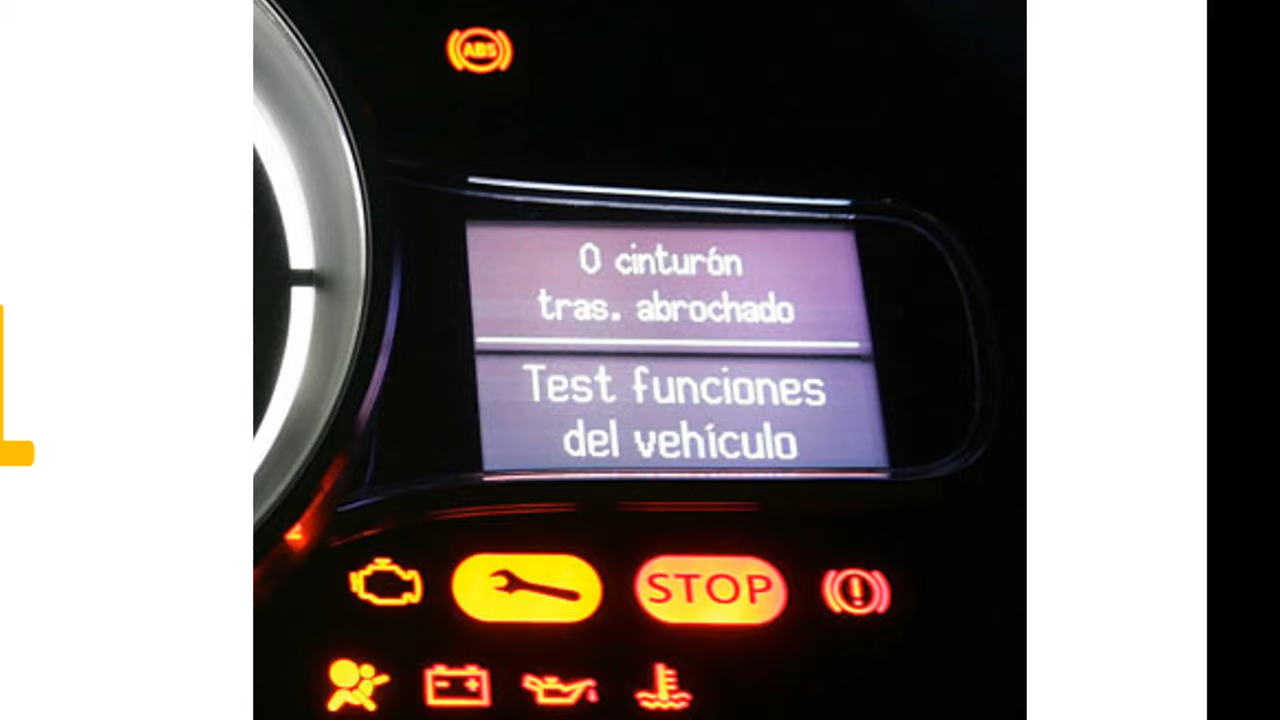 ABS
0 cinturón
tras. abrochado
Test funciones
del vehículo
STOP